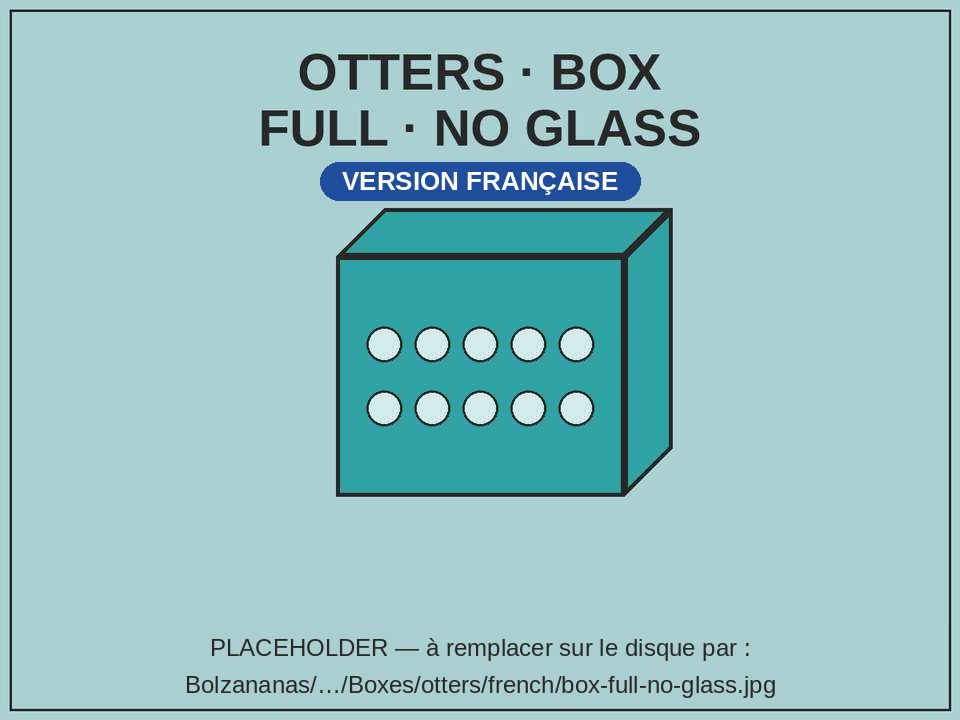 OTTERS · BOX
FULL · NO GLASS
VERSION FRANÇAISE
PLACEHOLDER — à remplacer sur le disque par :
Bolzananas/…/Boxes/otters/french/box-full-no-glass.jpg